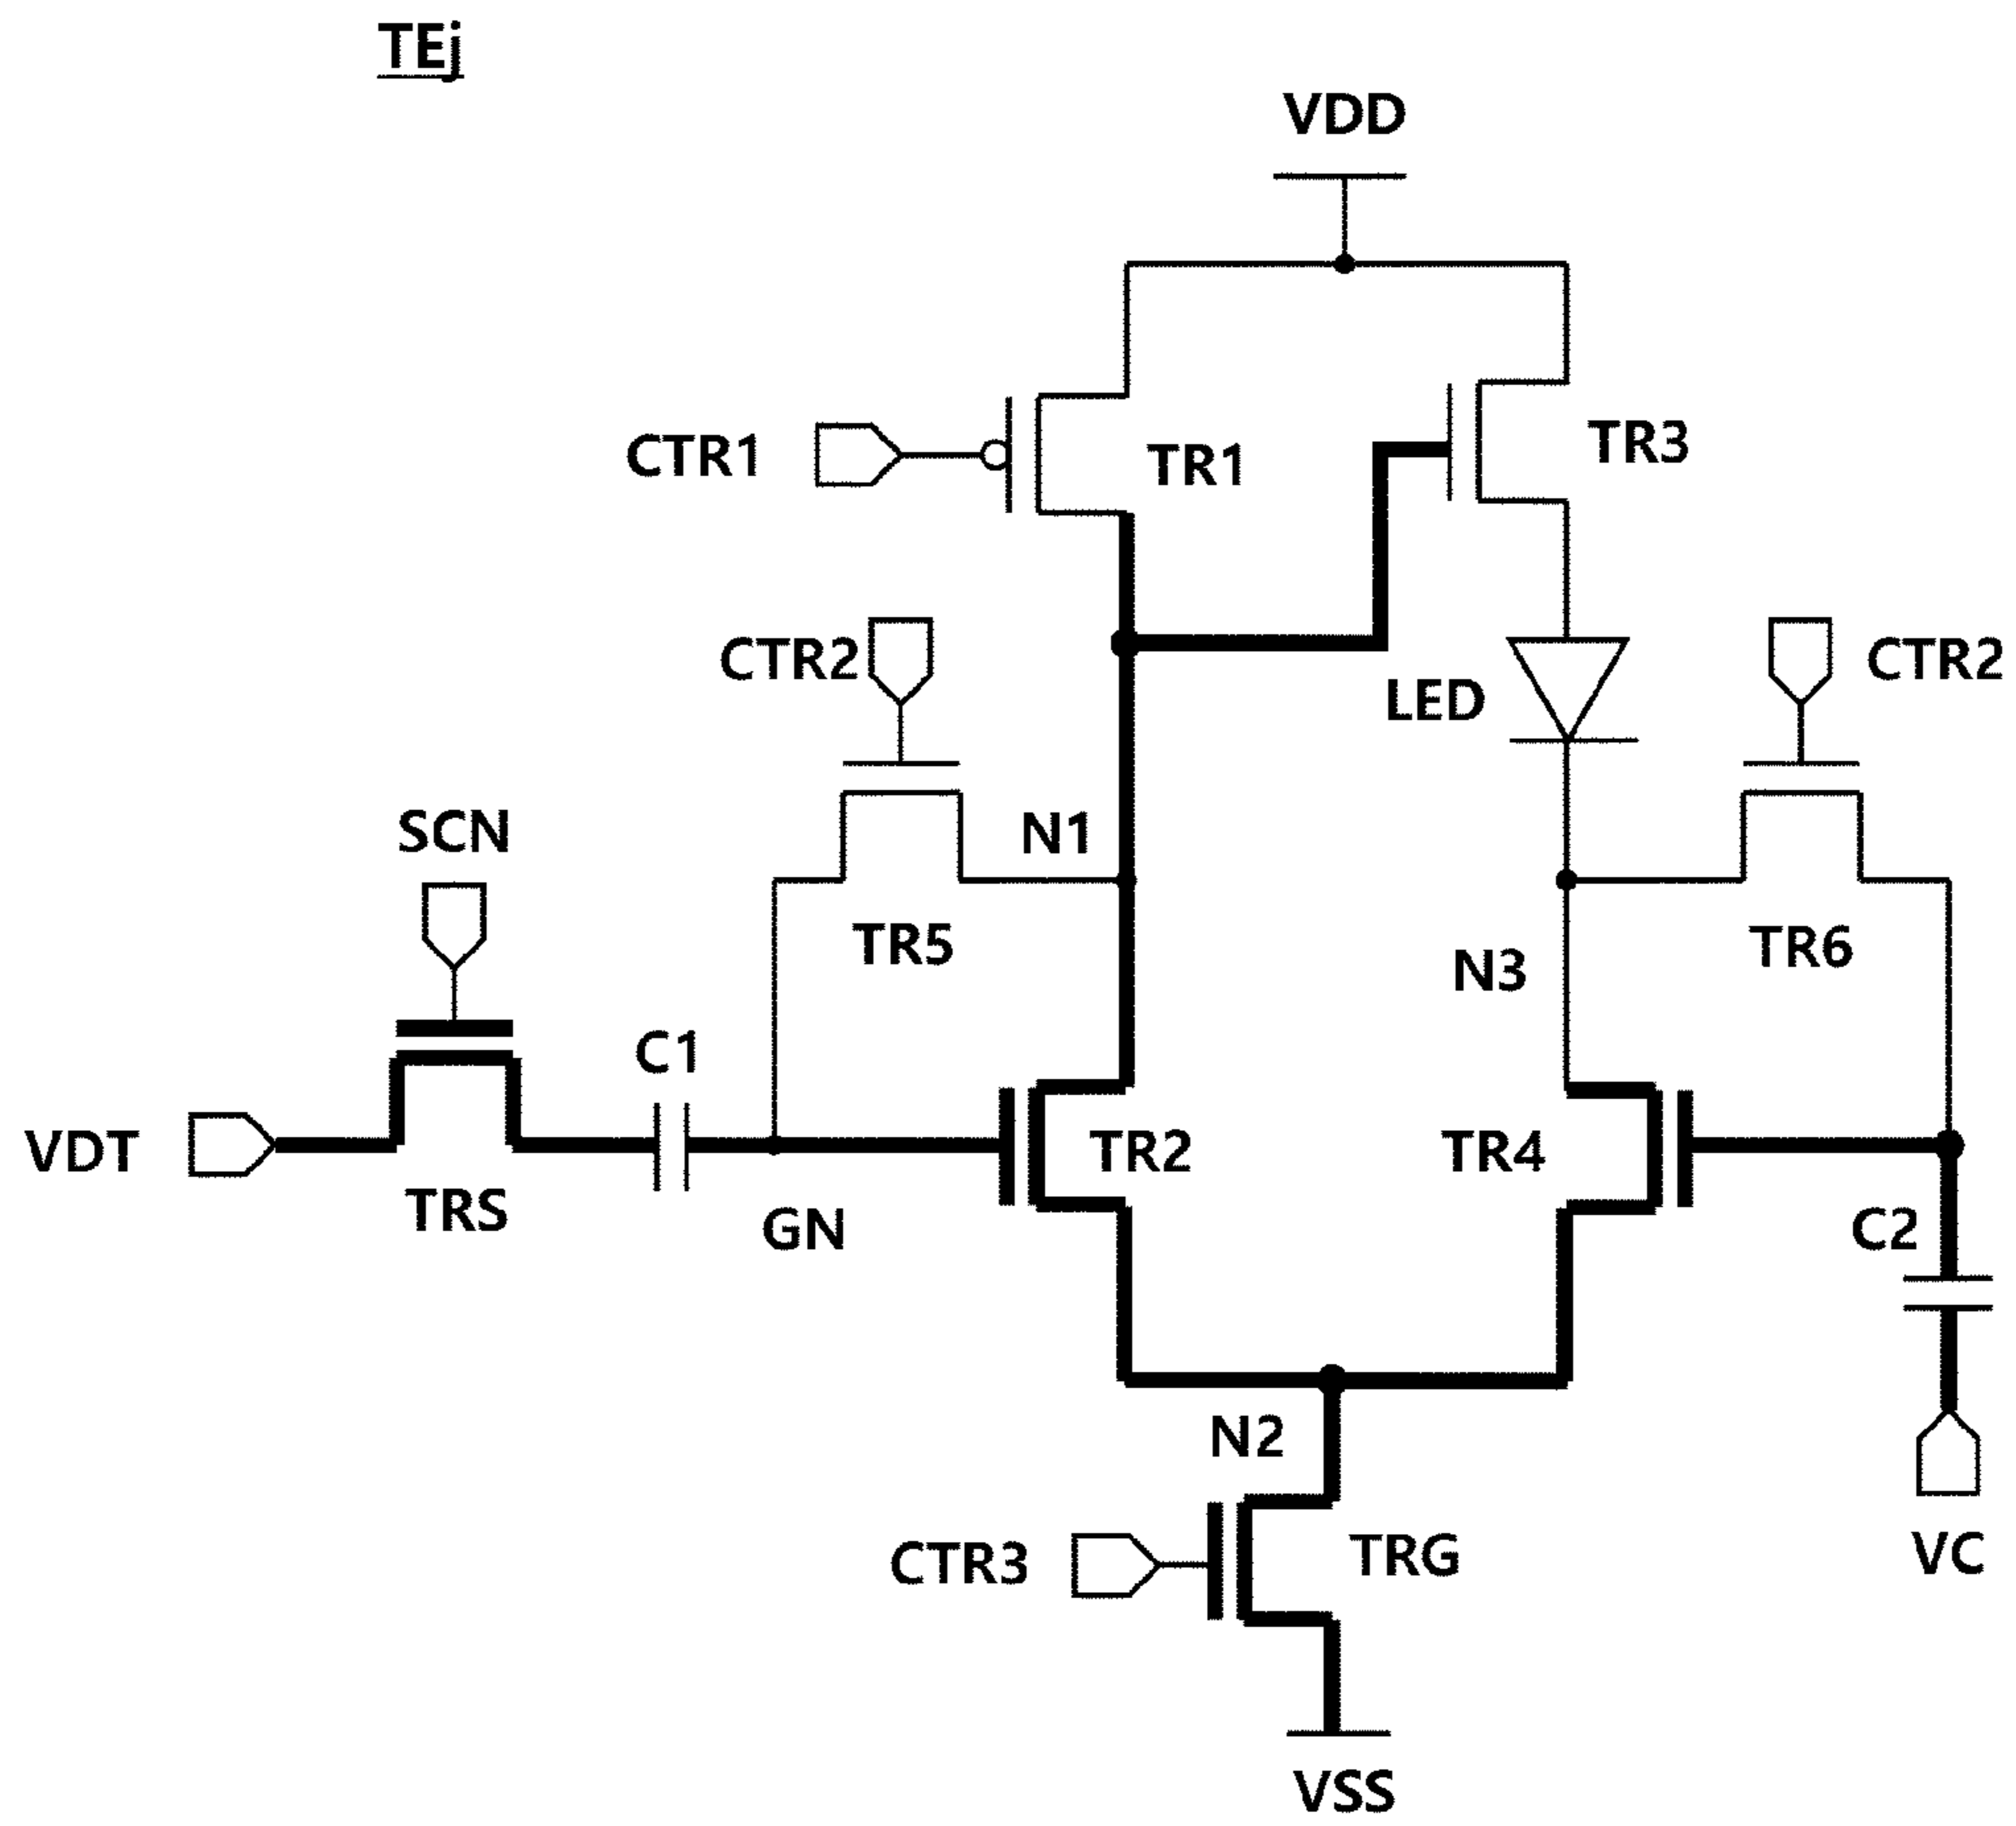 TEj
VDD
CTR1
TR1
TR3
CTR2
LED
CTR2
SCN
N1
TR5
N3
TR6
C1
VDT
TRS
GN
TR2
TR4
C2
N2
CTR3
TRG
VC
VSS